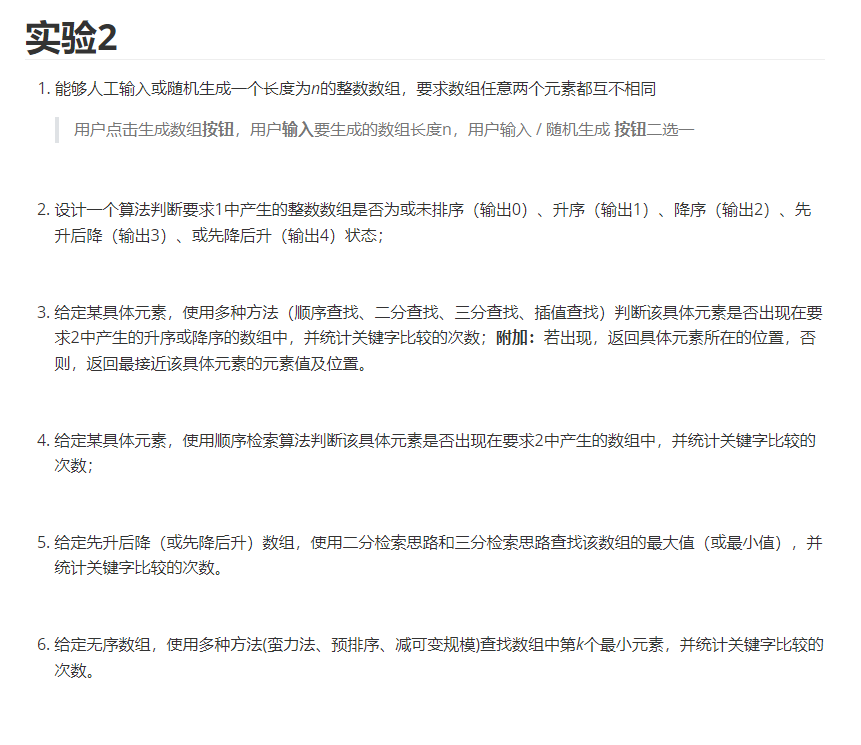 实验2
1. 能够人工输入或随机生成一个长度为n的整数数组，要求数组任意两个元素都互不相同
用户点击生成数组按钮，用户输入要生成的数组长度n，用户输入 / 随机生成 按钮二选一
2. 设计一个算法判断要求1中产生的整数数组是否为或未排序（输出0）、升序（输出1）、降序（输出2）、先
升后降（输出3）、或先降后升（输出4）状态；
3. 给定某具体元素，使用多种方法（顺序查找、二分查找、三分查找、插值查找）判断该具体元素是否出现在要
求2中产生的升序或降序的数组中，并统计关键字比较的次数；附加：若出现，返回具体元素所在的位置，否
则，返回最接近该具体元素的元素值及位置。
4. 给定某具体元素，使用顺序检索算法判断该具体元素是否出现在要求2中产生的数组中，并统计关键字比较的
次数；
5. 给定先升后降（或先降后升）数组，使用二分检索思路和三分检索思路查找该数组的最大值（或最小值），并
统计关键字比较的次数。
6. 给定无序数组，使用多种方法(蛮力法、预排序、减可变规模)查找数组中第k个最小元素，并统计关键字比较的
次数。